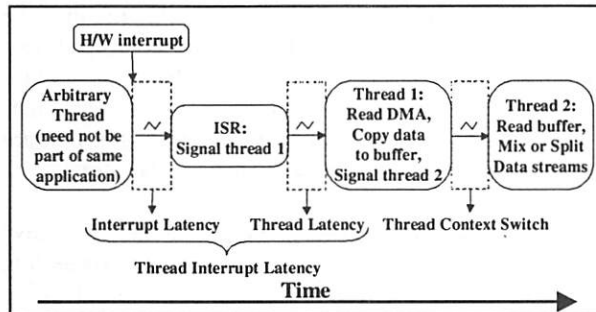 H/W interrupt
Arbitrary
Thread
(need not be
part of same
application)
ISR:
Signal thread 1
Thread 1:
Read DMA,
Copy data
to buffer,
Signal thread 2
Thread 2:
Read buffer,
Mix or Split
Data streams
Interrupt Latency
Thread Latency
Thread Context Switch
Thread Interrupt Latency
Time